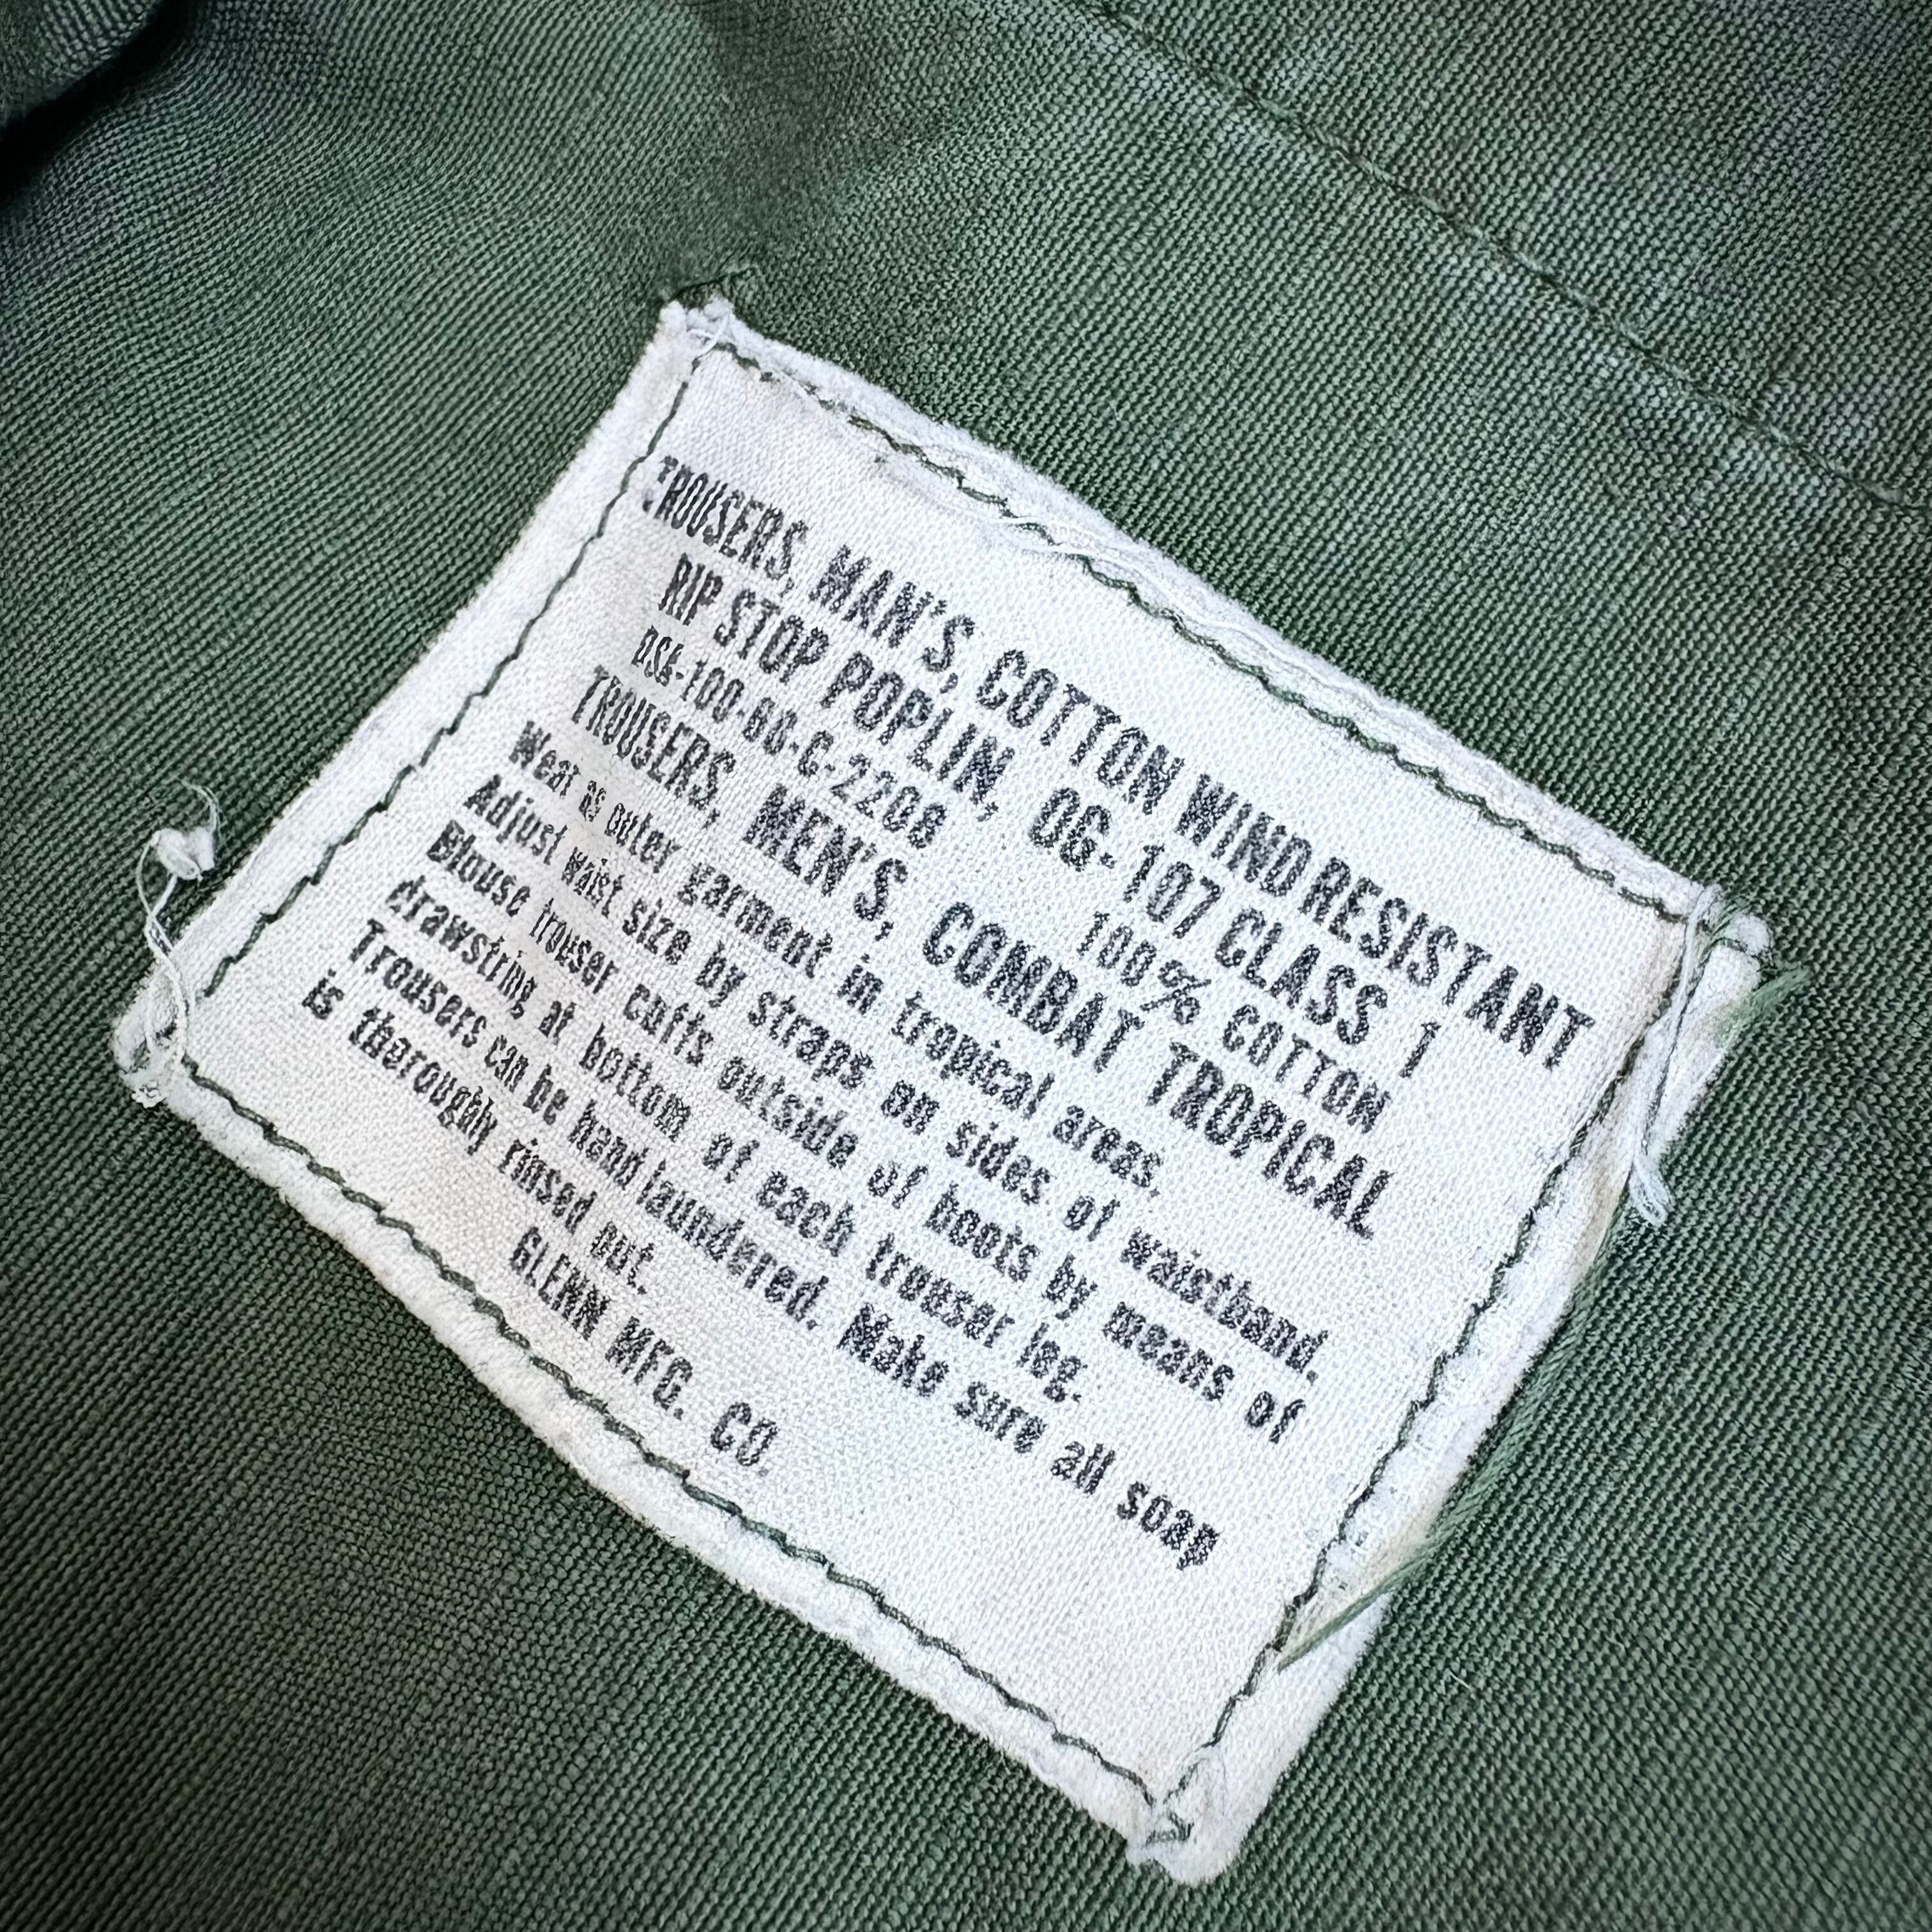 TROUSERS, MAN'S, COTTON WIND RESISTANT
RIP STOP POPLIN, OG-107 CLASS 1
DSA-100-68-C-2208 100% COTTON
TROUSERS, MEN'S, COMBAT TROPICAL
Wear as outer garment in tropical areas.
Adjust waist size by straps on sides of waistband.
Blouse trouser cuffs outside of boots by means of
drawstring at bottom of each trouser leg.
Trousers can be hand laundered. Make sure all soap
is thoroughly rinsed out.
GLENN MFG. CO.